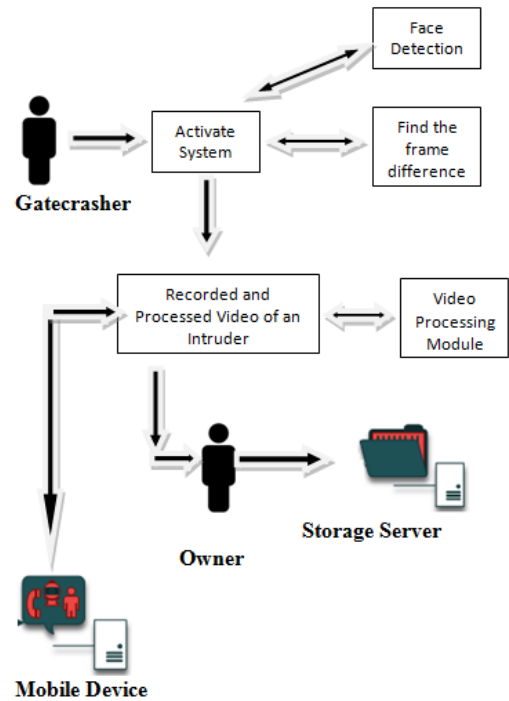 Face
Detection
Activate
System
Find the
frame
difference
Gatecrasher
Recorded and
Processed Video of an
Intruder
Video
Processing
Module
Storage Server
Owner
Mobile Device